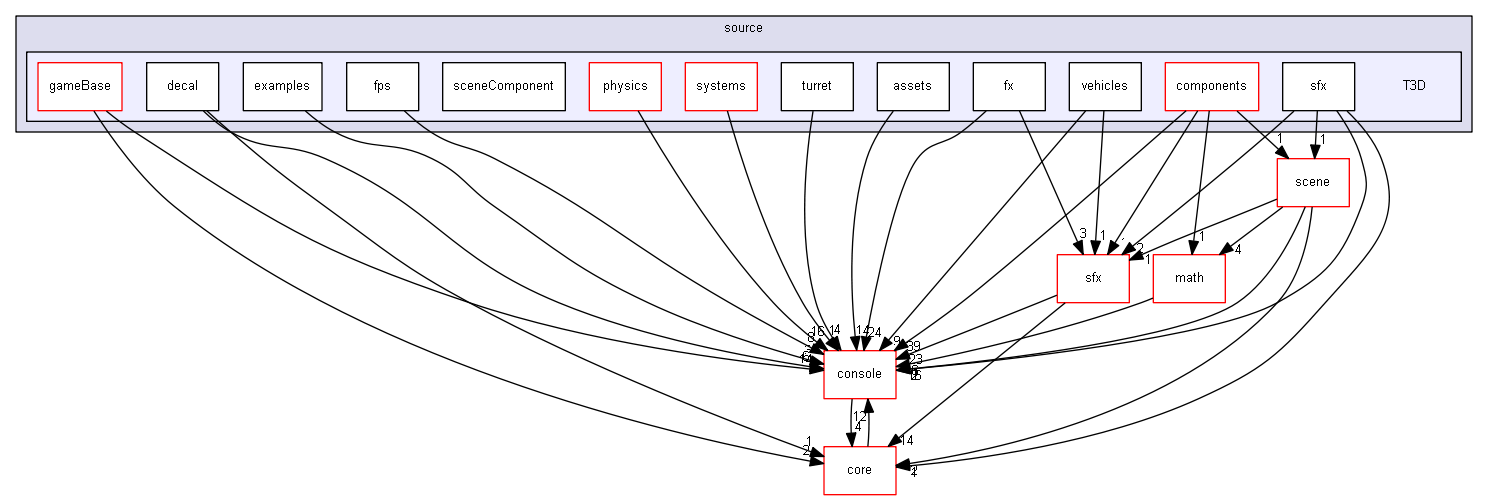 source
gameBase decal examples fps sceneComponent physics systems turret assets fx vehicles components sfx T3D
1 1
scene
3 1 2 1 1 4
sfx math
16 14 14 24 9 39
23
console
12
4
1 14
2
core